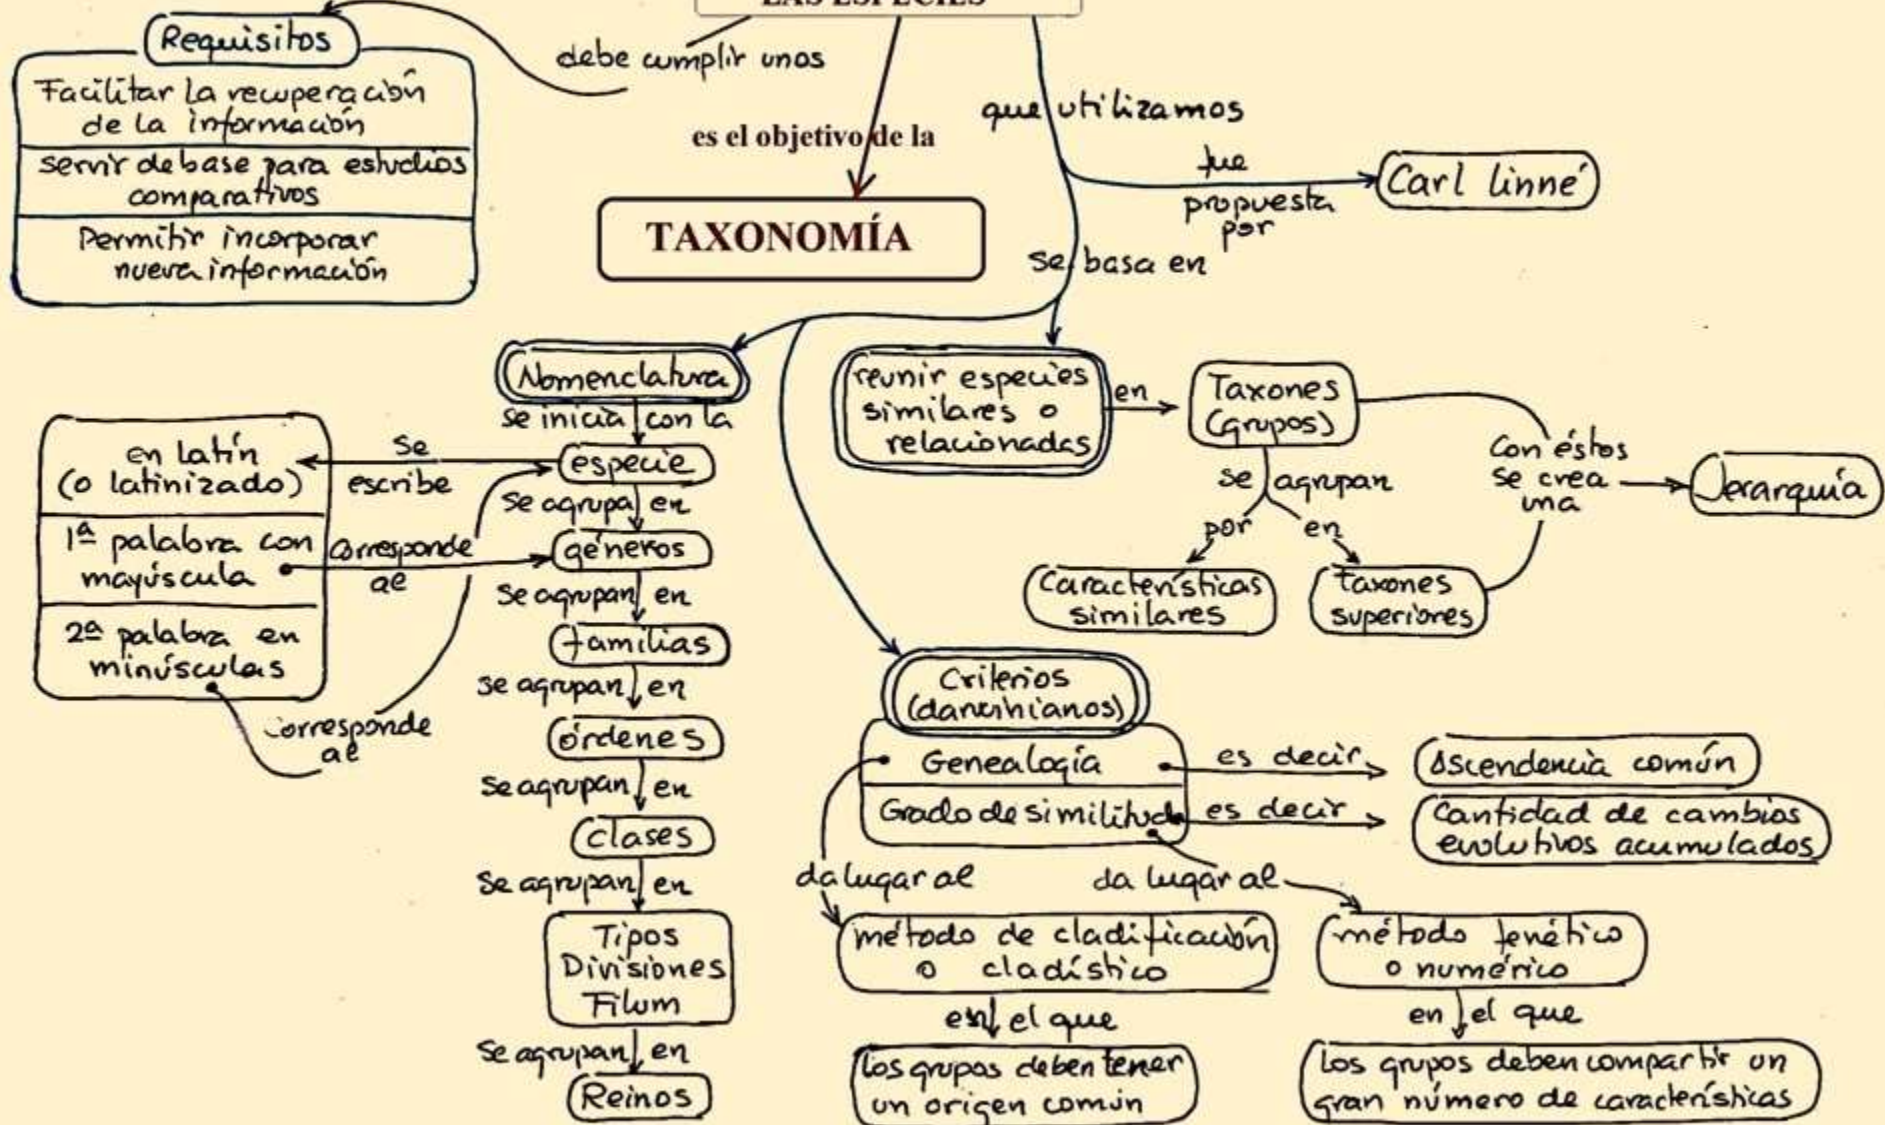 LAS ESPECIES
Requisitos
Facilitar la recuperación
de la información
servir de base para estudios
comparativos
Permitir incorporar
nueva información
debe cumplir unos
es el objetivo de la
TAXONOMÍA
que utilizamos
fue
propuesta
por
Carl Linné
se basa en
Nomenclatura
se inicia con la
especie
se escribe
en latín
(o latinizado)
1ª palabra con
mayúscula
corresponde
al
2ª palabra en
minúsculas
corresponde
al
se agrupa en
géneros
se agrupan en
familias
se agrupan en
órdenes
se agrupan en
clases
se agrupan en
Tipos
Divisiones
Filum
se agrupan en
Reinos
reunir especies
similares o
relacionadas
en
Taxones
(grupos)
se agrupan
por
en
Características
similares
taxones
superiores
Con éstos
se crea
una
Jerarquía
Criterios
(darwinianos)
Genealogía
es decir
Ascendencia común
Grado de similitud
es decir
Cantidad de cambios
evolutivos acumulados
da lugar al
da lugar al
método de cladificación
o cladístico
en el que
los grupos deben tener
un origen común
método fenético
o numérico
en el que
los grupos deben compartir un
gran número de características